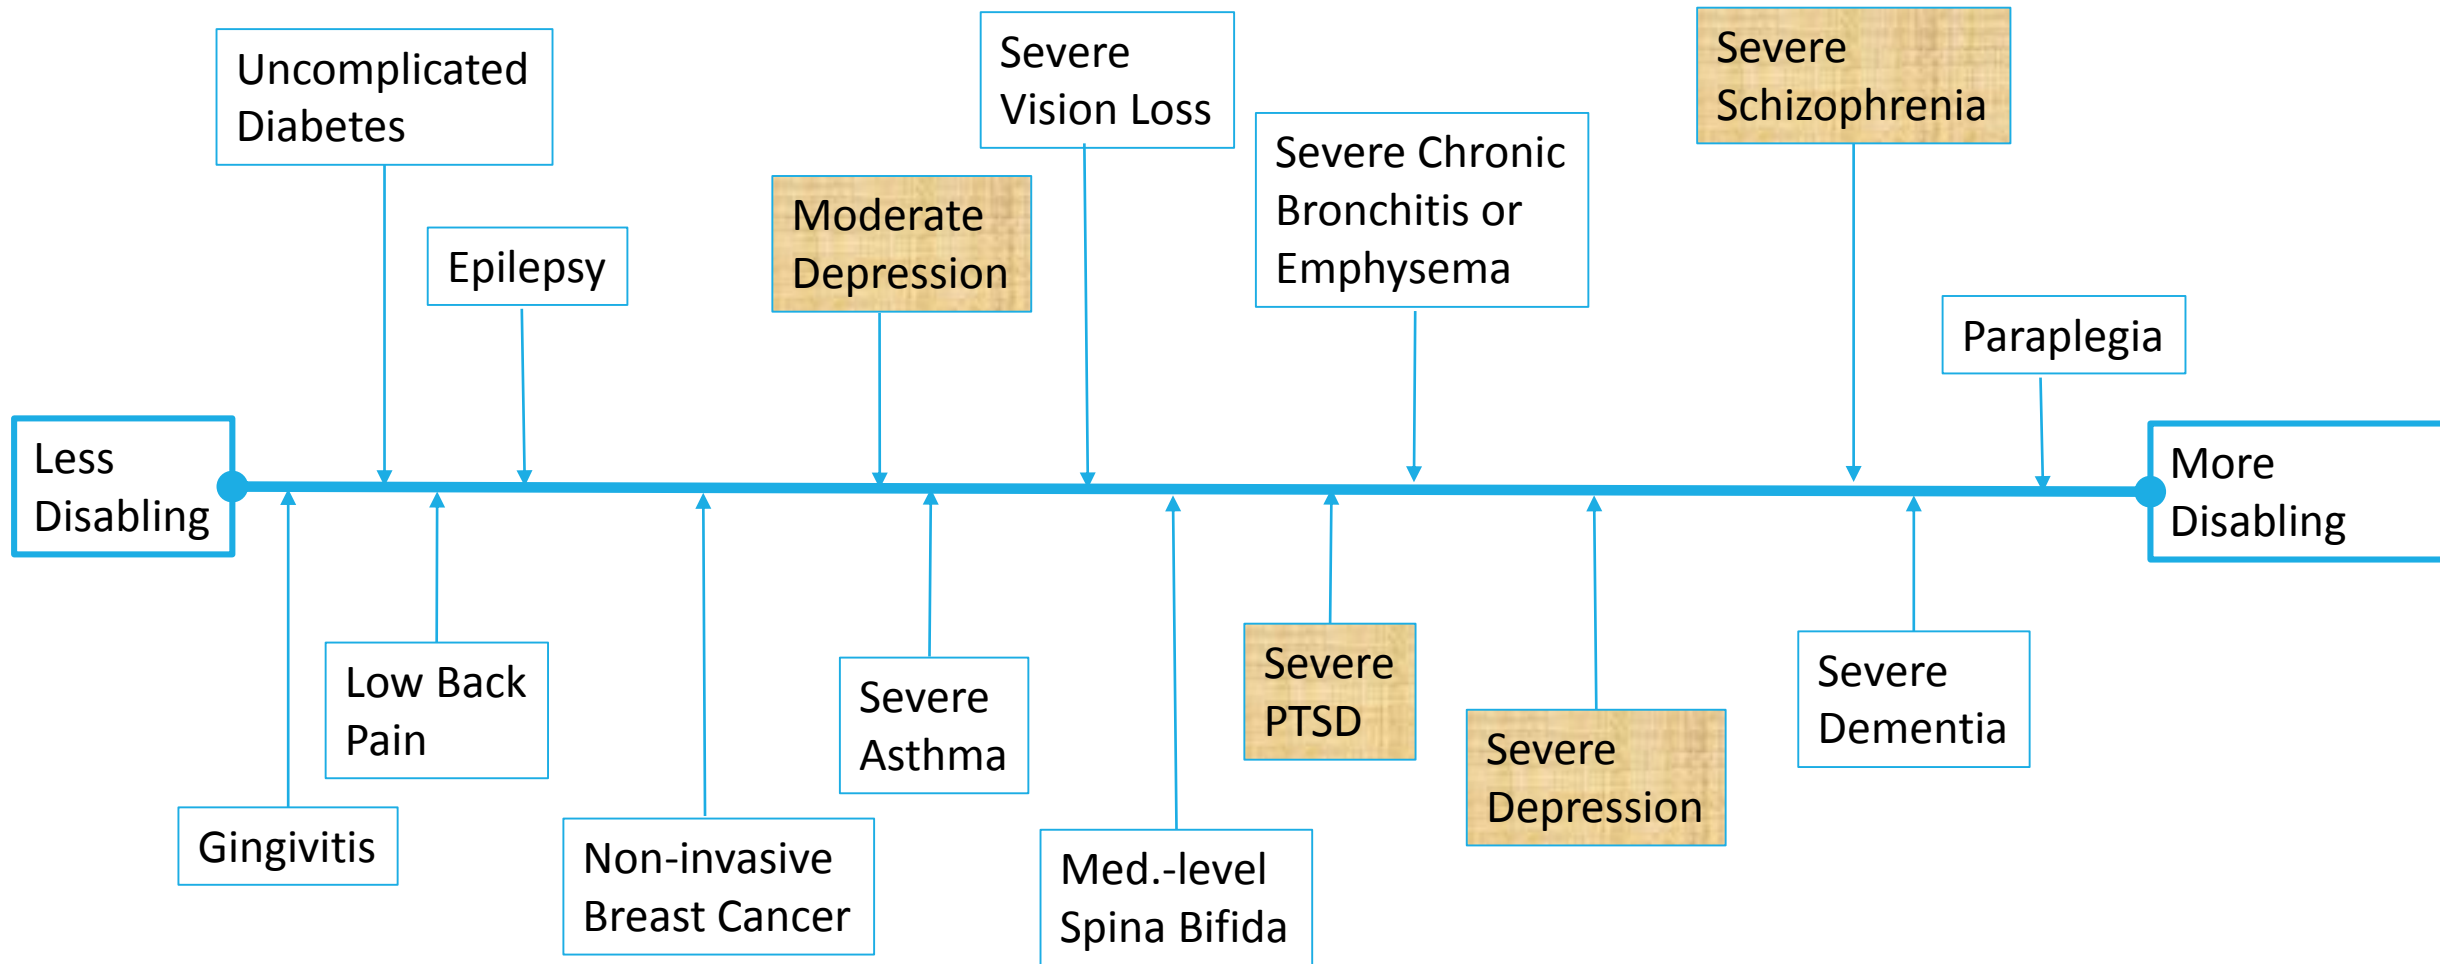 Uncomplicated
Diabetes
Epilepsy
Moderate
Depression
Severe
Vision Loss
Severe Chronic
Bronchitis or
Emphysema
Severe
Schizophrenia
Paraplegia
Less
Disabling
More
Disabling
Gingivitis
Low Back
Pain
Non-invasive
Breast Cancer
Severe
Asthma
Med.-level
Spina Bifida
Severe
PTSD
Severe
Depression
Severe
Dementia